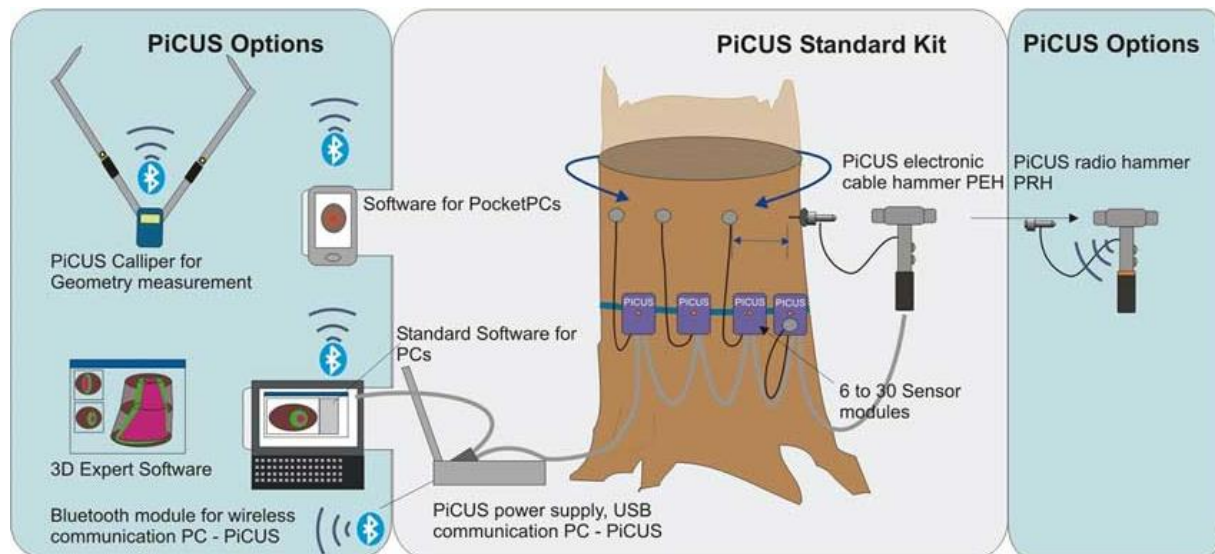 PiCUS Options
PiCUS Calliper for
Geometry measurement
Software for PocketPCs
3D Expert Software
Bluetooth module for wireless
communication PC - PiCUS
PiCUS Standard Kit
Standard Software for
PCs
PiCUS power supply, USB
communication PC - PiCUS
PiCUS
PiCUS
PiCUS
PiCUS
6 to 30 Sensor
modules
PiCUS electronic
cable hammer PEH
PiCUS Options
PiCUS radio hammer
PRH